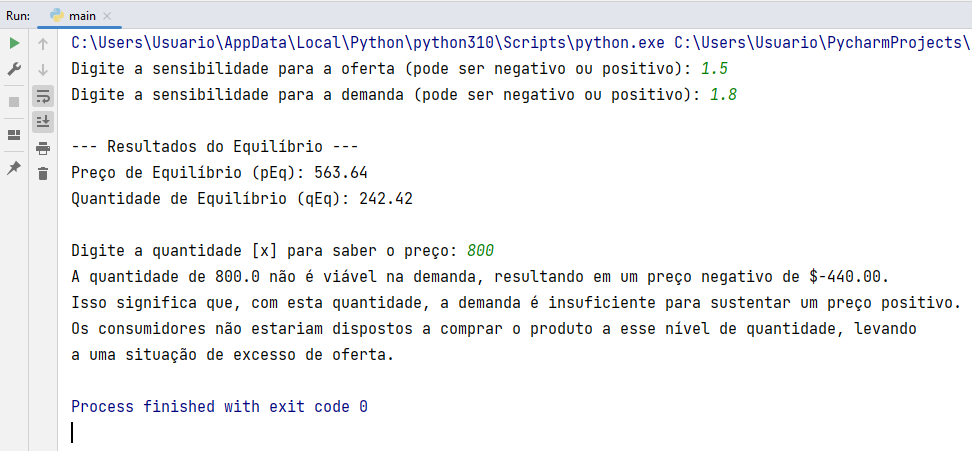 Run: main
C:\Users\Usuario\AppData\Local\Python\python310\Scripts\python.exe C:\Users\Usuario\PycharmProjects\
Digite a sensibilidade para a oferta (pode ser negativo ou positivo): 1.5
Digite a sensibilidade para a demanda (pode ser negativo ou positivo): 1.8
--- Resultados do Equilíbrio ---
Preço de Equilíbrio (pEq): 563.64
Quantidade de Equilíbrio (qEq): 242.42
Digite a quantidade [x] para saber o preço: 800
A quantidade de 800.0 não é viável na demanda, resultando em um preço negativo de $-440.00.
Isso significa que, com esta quantidade, a demanda é insuficiente para sustentar um preço positivo.
Os consumidores não estariam dispostos a comprar o produto a esse nível de quantidade, levando
a uma situação de excesso de oferta.
Process finished with exit code 0